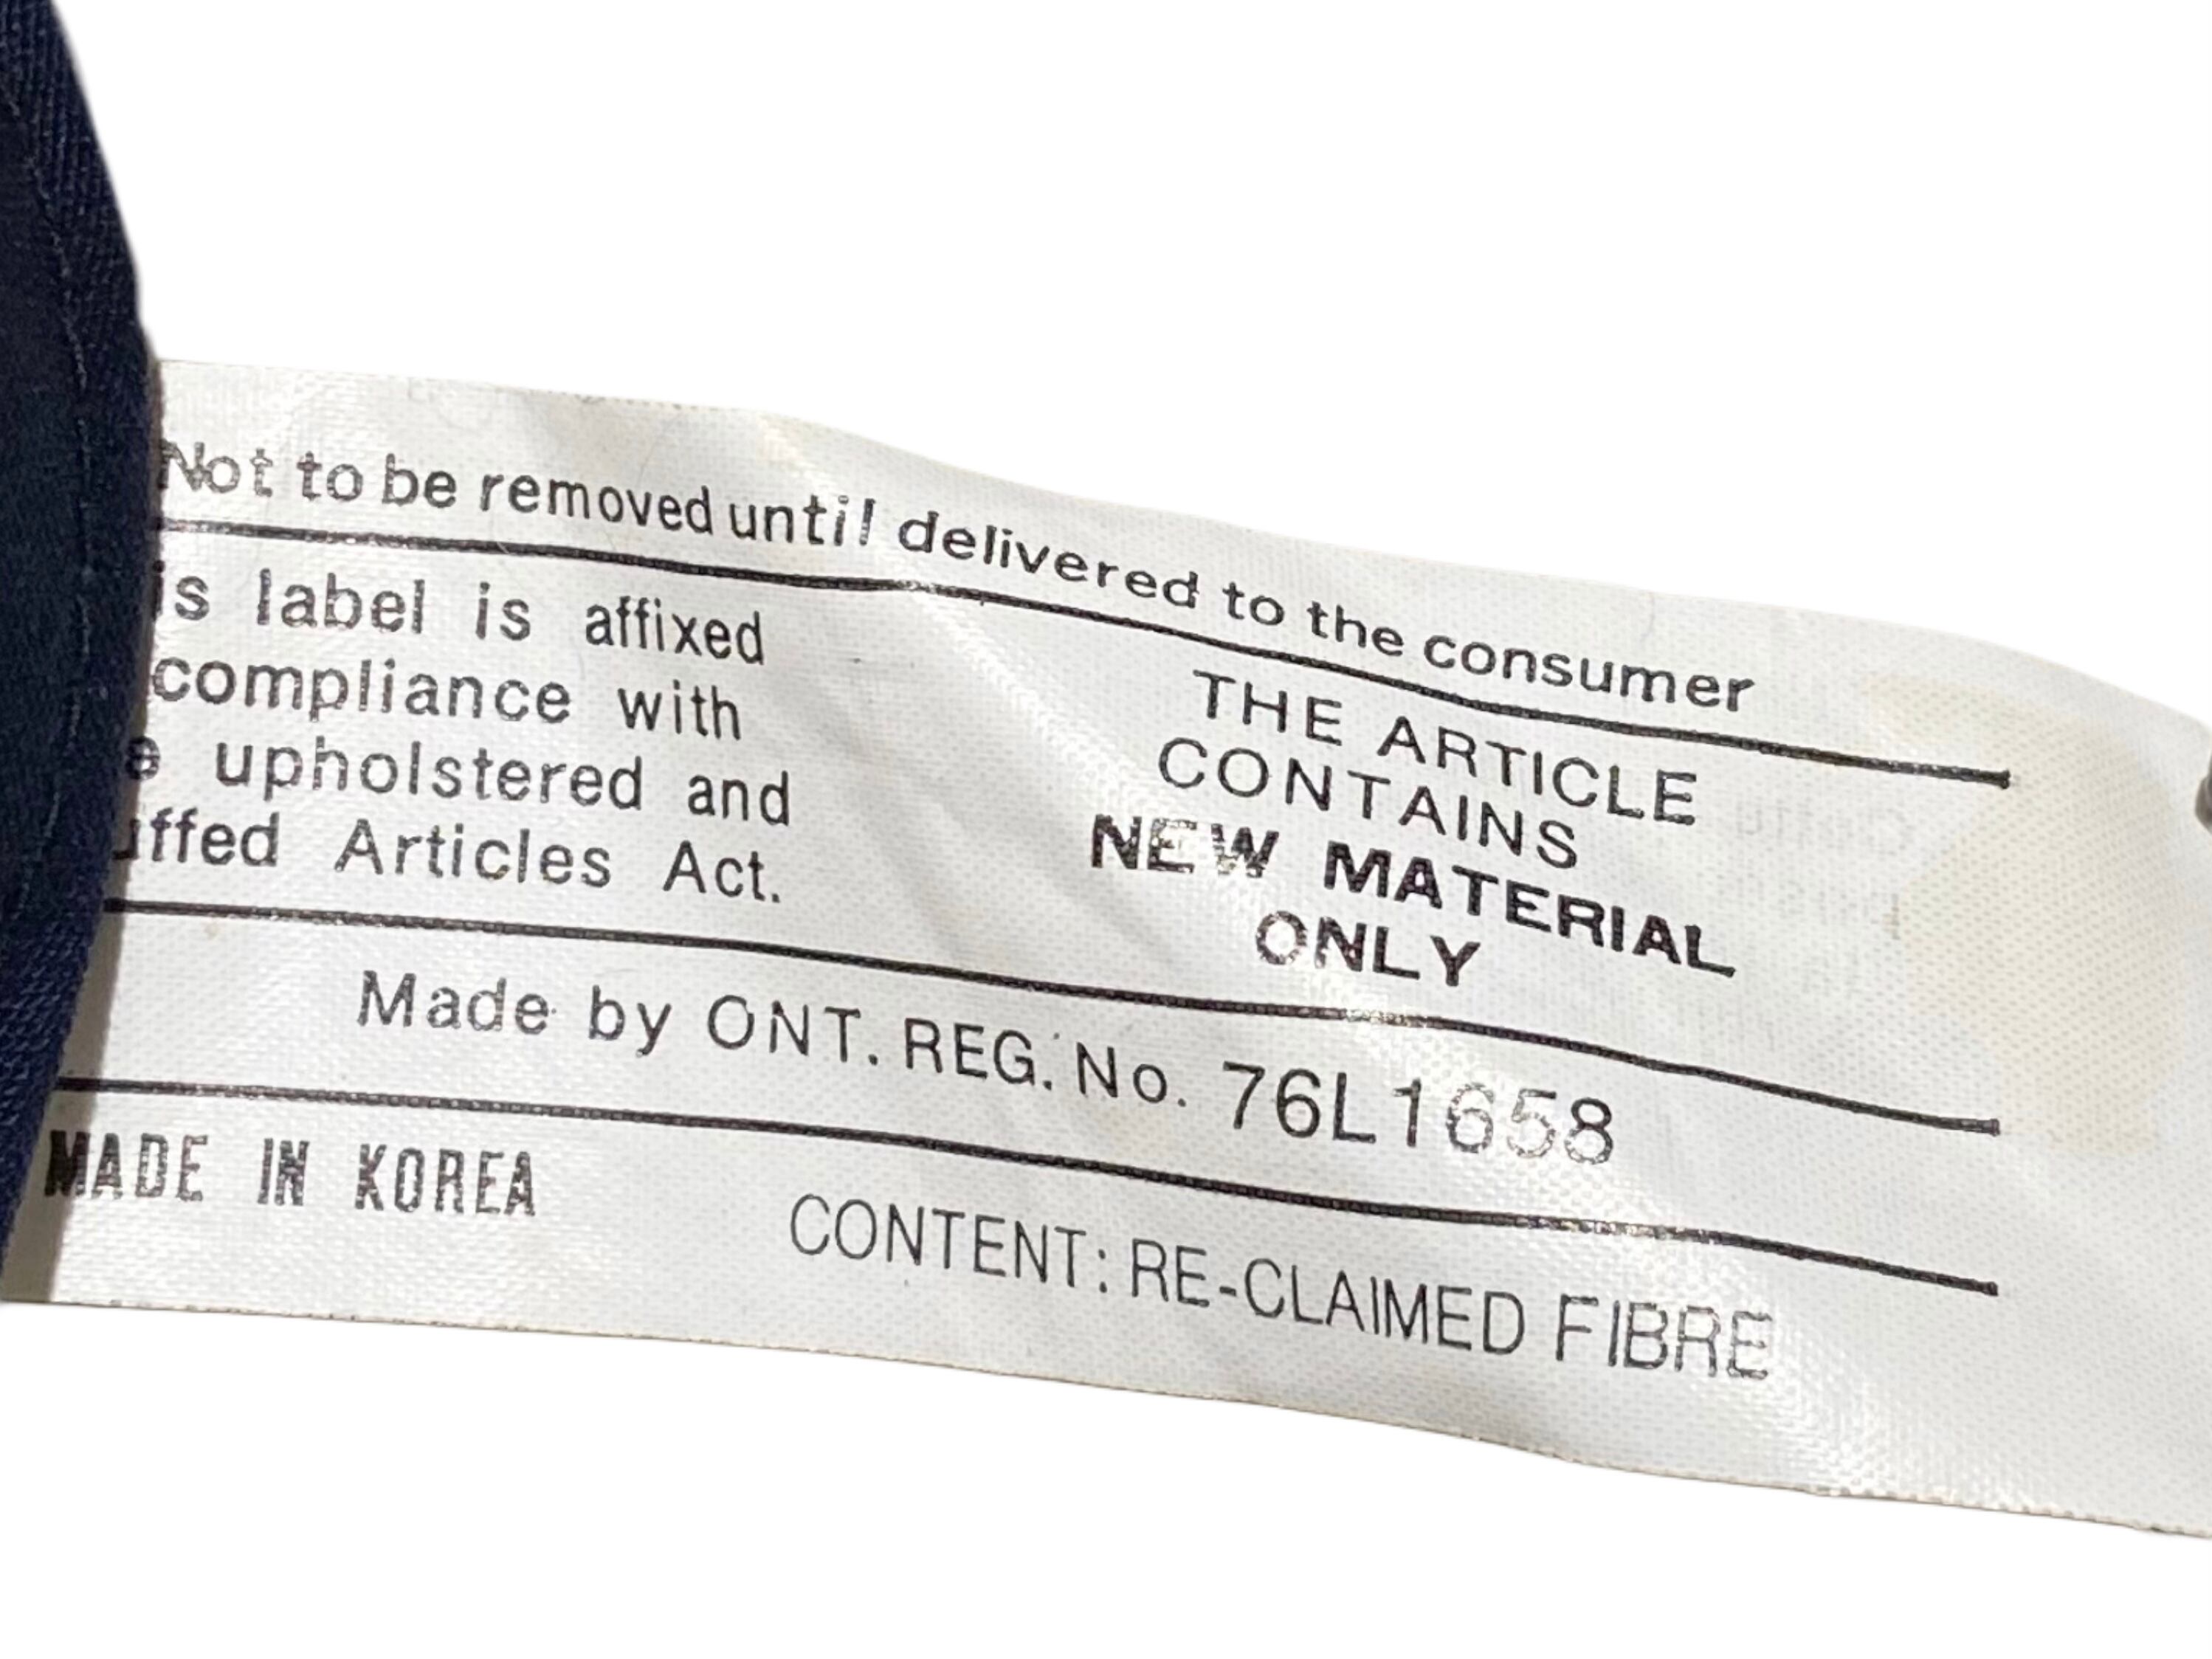 Not to be removed until delivered to the consumer
is label is affixed
compliance with
e upholstered and
uffed Articles Act.
THE ARTICLE
CONTAINS
NEW MATERIAL
ONLY
Made by ONT. REG. No. 76L1658
MADE IN KOREA
CONTENT: RE-CLAIMED FIBRE